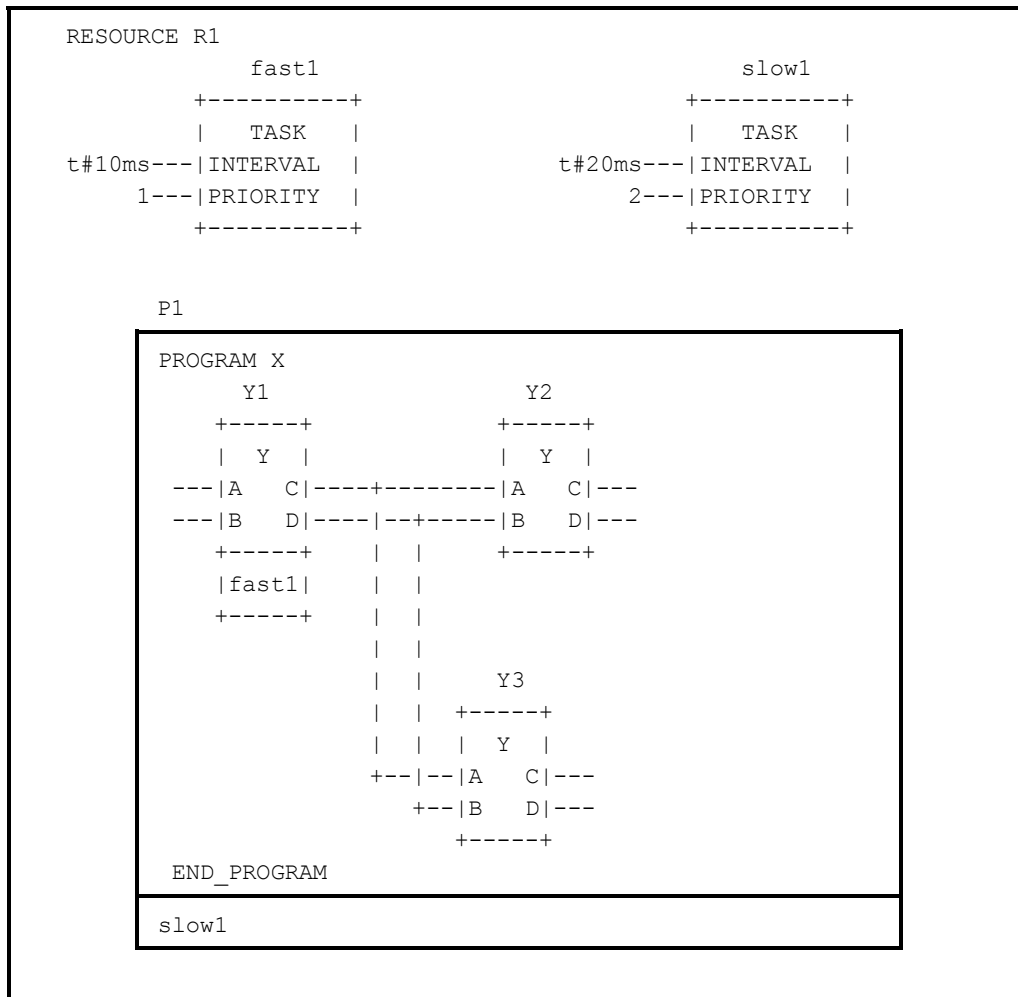 RESOURCE R1
            fast1                              slow1
         +----------+                       +----------+
         |   TASK   |                       |   TASK   |
t#10ms---|INTERVAL  |              t#20ms---|INTERVAL  |
     1---|PRIORITY  |                   2---|PRIORITY  |
         +----------+                       +----------+
P1
PROGRAM X
      Y1                  Y2
    +-----+             +-----+
    |  Y  |             |  Y  |
 ---|A   C|----+--------|A   C|---
 ---|B   D|----|--+-----|B   D|---
    +-----+    |  |     +-----+
    |fast1|    |  |
    +-----+    |  |
               |  |
               |  |     Y3
               |  |  +-----+
               |  |  |  Y  |
               +--|--|A   C|---
                  +--|B   D|---
                     +-----+
 END_PROGRAM
slow1